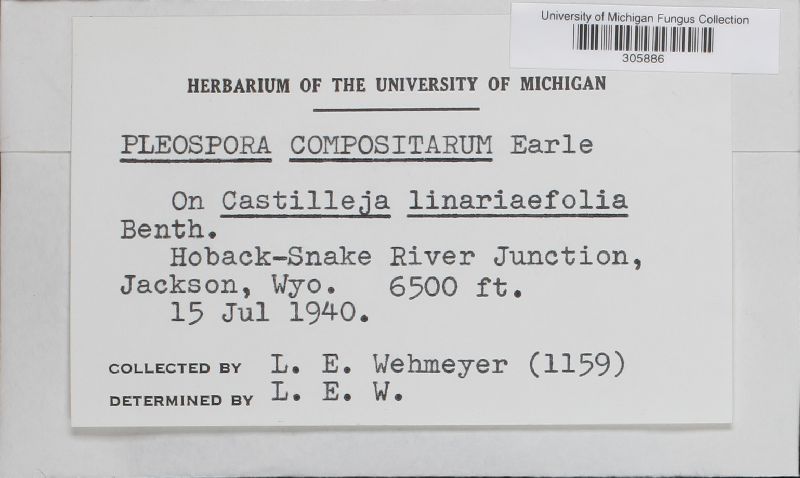 University of Michigan Fungus Collection
305886
HERBARIUM OF THE UNIVERSITY OF MICHIGAN
PLEOSPORA COMPOSITARUM Earle
On Castilleja linariaefolia
Benth.
Hoback-Snake River Junction,
Jackson, Wyo. 6500 ft.
15 Jul 1940.
COLLECTED BY L. E. Wehmeyer (1159)
DETERMINED BY L. E. W.